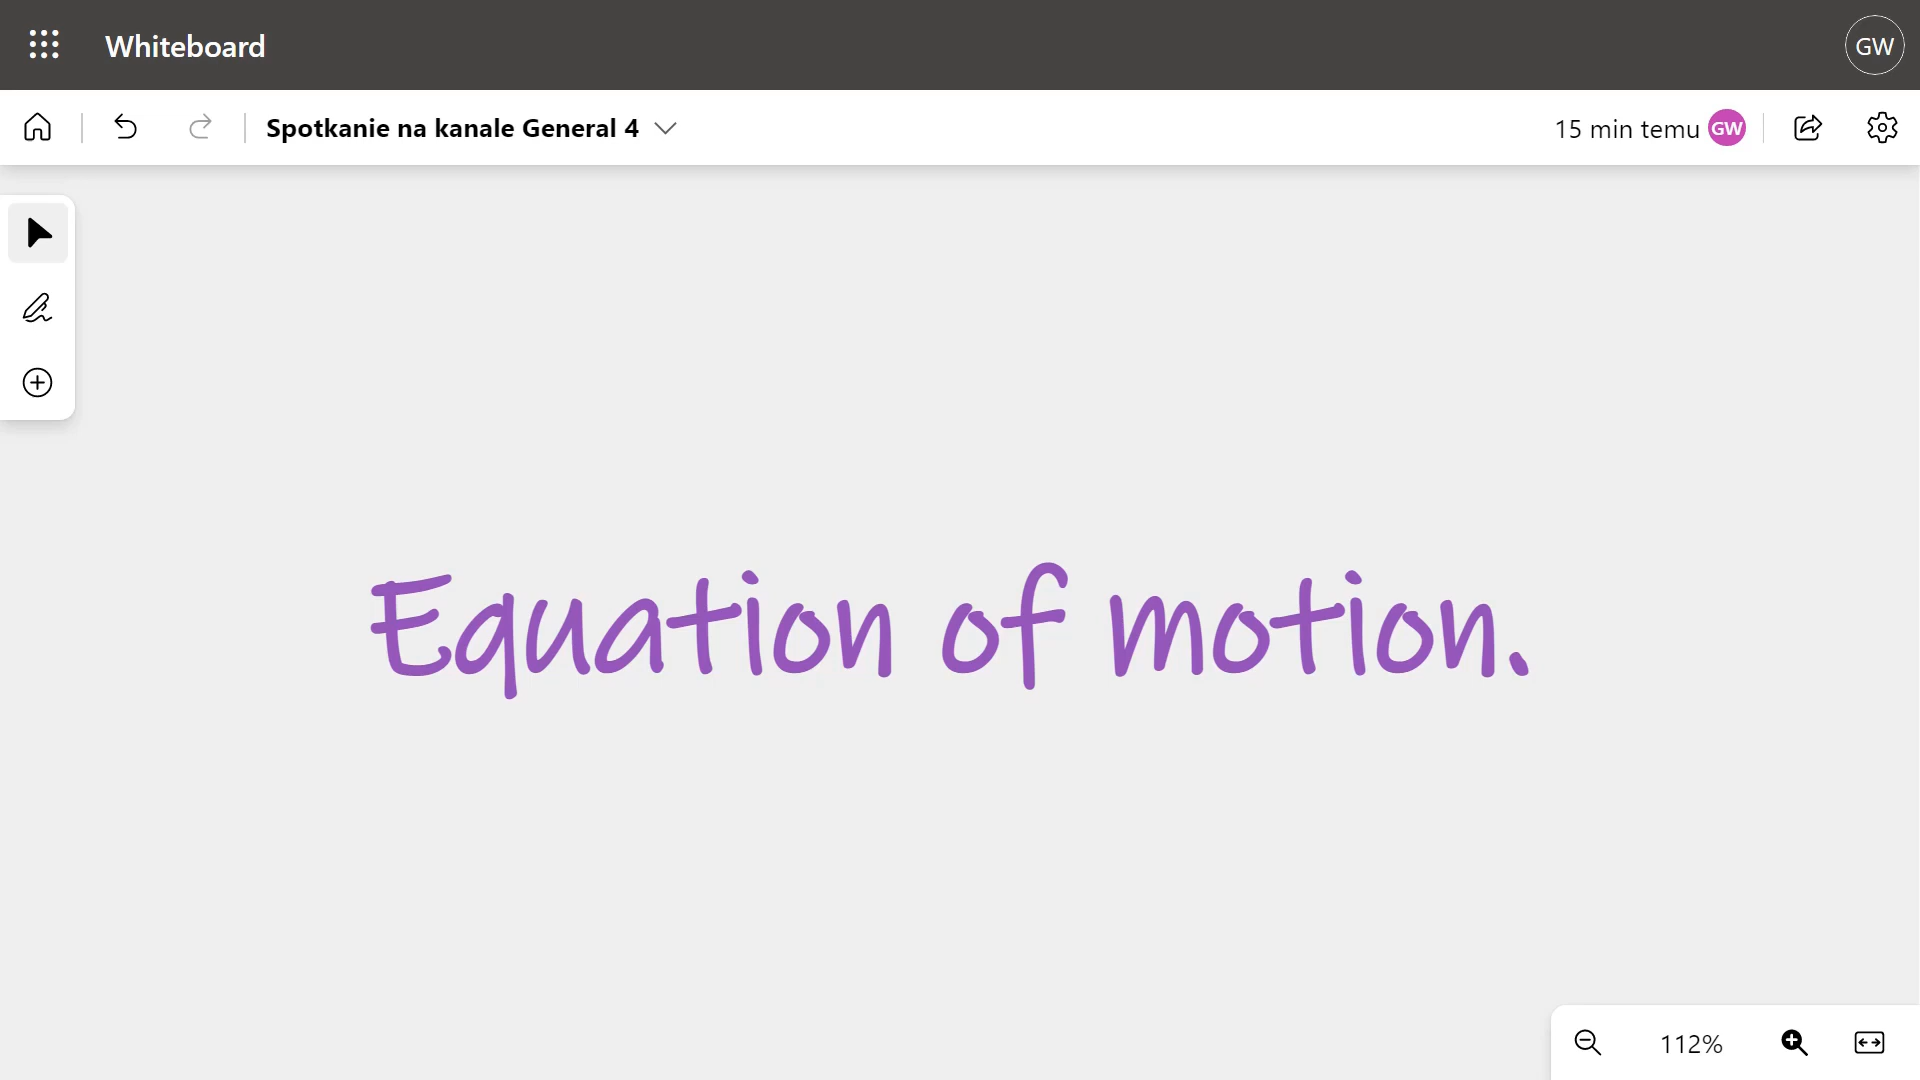 Whiteboard
GW
Spotkanie na kanale General 4
15 min temu GW
Equation of motion.
112%